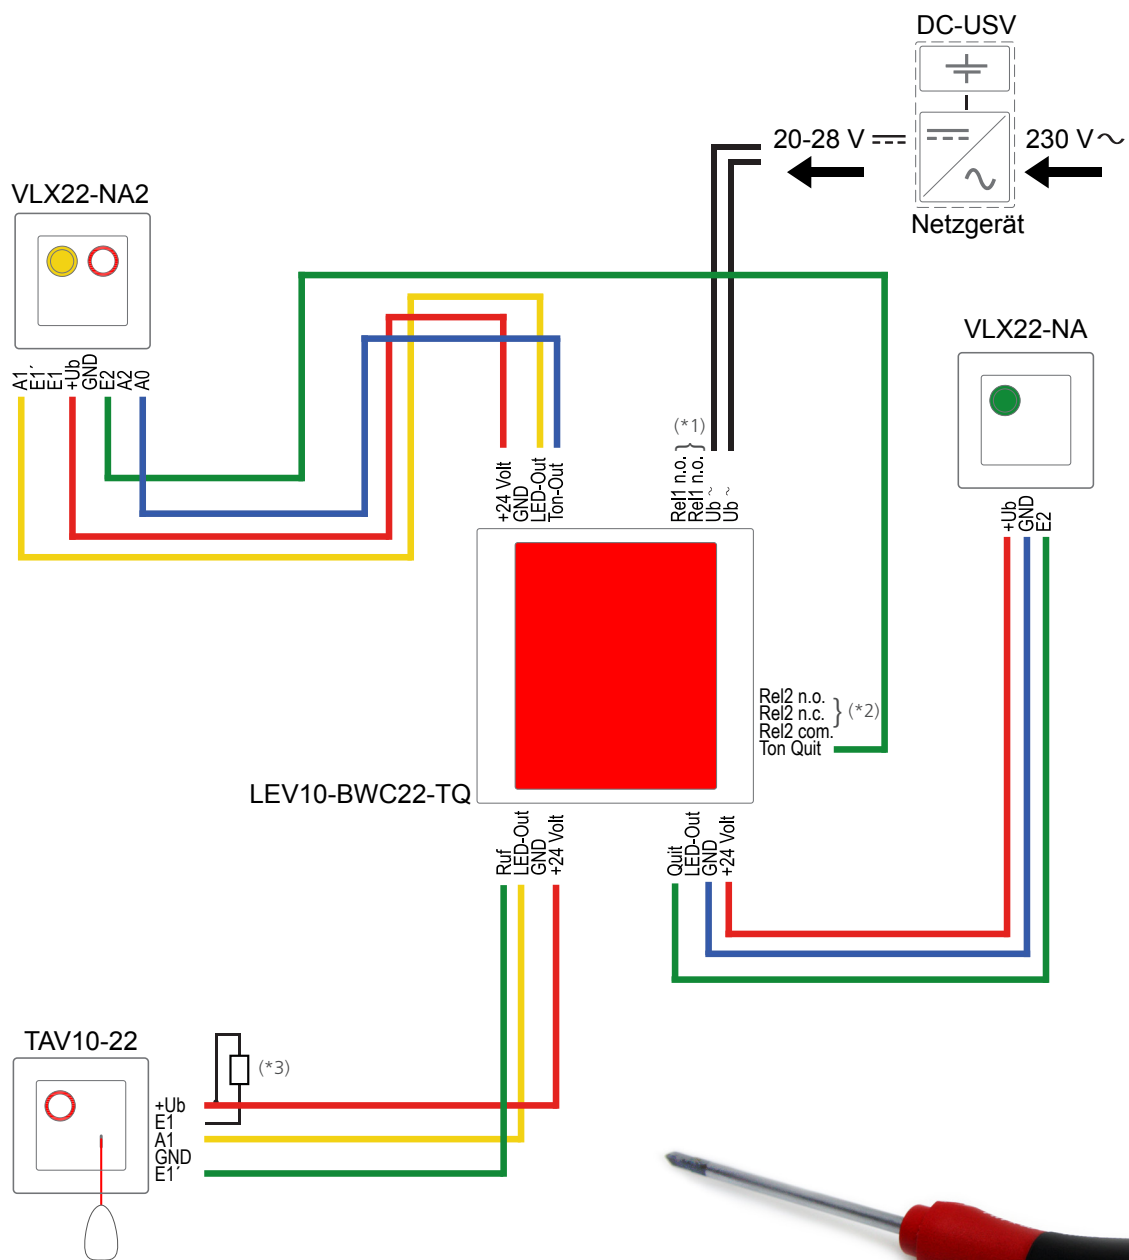 DC-USV
20-28 V
230 V
Netzgerät
VLX22-NA2
A1
E1´
E1
+Ub
GND
E2
A2
A0
VLX22-NA
+Ub
GND
E2
(*1)
+24 Volt
GND
LED-Out
Ton-Out
Rel1 n.o.
Rel1 n.o.
Ub ~
Ub ~
Rel2 n.o.
Rel2 n.c.
(*2)
Rel2 com.
Ton Quit
LEV10-BWC22-TQ
Ruf
LED-Out
GND
+24 Volt
Quit
LED-Out
GND
+24 Volt
TAV10-22
(*3)
+Ub
E1
A1
GND
E1´